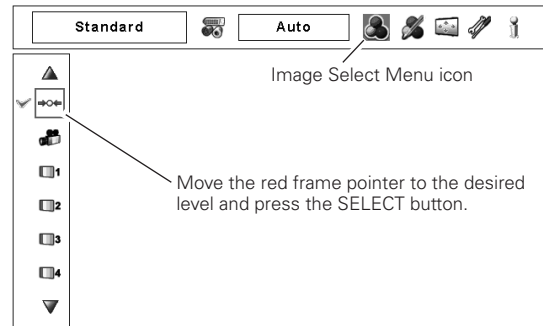 Standard
Auto
Image Select Menu icon
Move the red frame pointer to the desired
level and press the SELECT button.
1
2
3
4